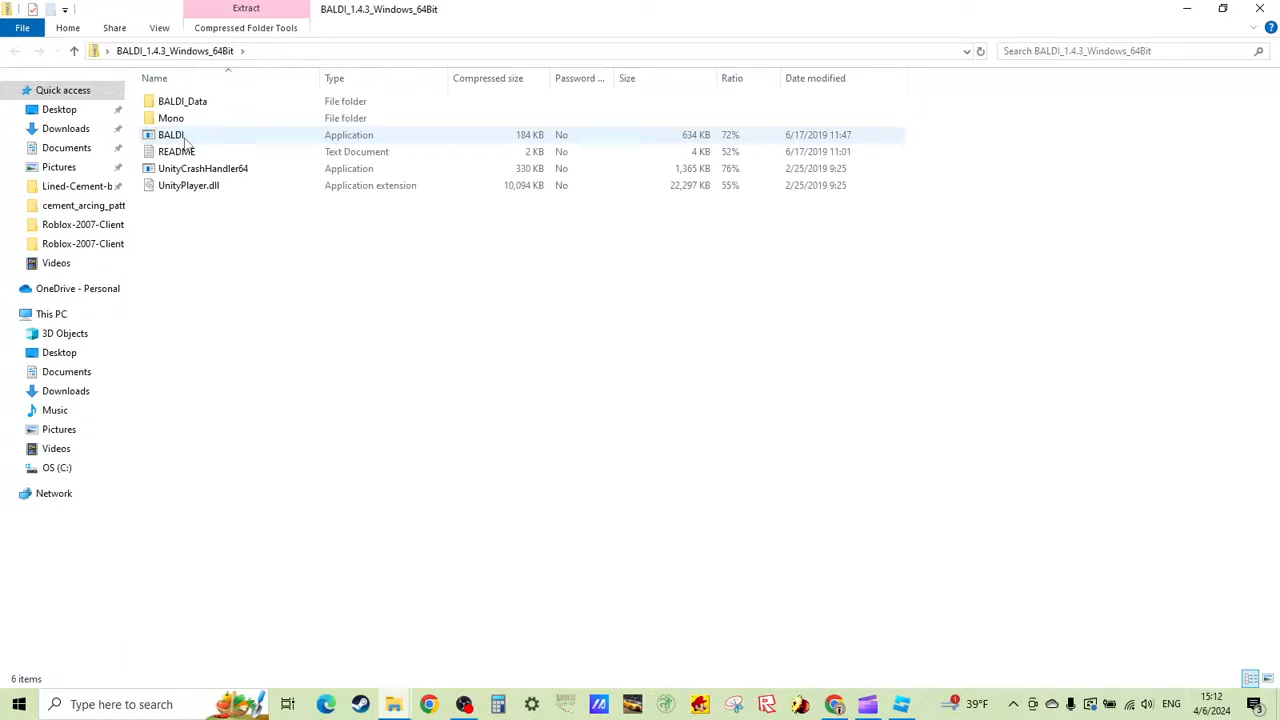 Extract
BALDI_1.4.3_Windows_64Bit
File
Home
Share
View
Compressed Folder Tools
BALDI_1.4.3_Windows_64Bit
Search BALDI_1.4.3_Windows_64Bit
Name
Type
Compressed size
Password ...
Size
Ratio
Date modified
Quick access
Desktop
Downloads
Documents
Pictures
Lined-Cement-b
cement_arcing_patt
Roblox-2007-Client
Roblox-2007-Client
Videos
OneDrive - Personal
This PC
3D Objects
Desktop
Documents
Downloads
Music
Pictures
Videos
OS (C:)
Network
BALDI_Data File folder
Mono File folder
BALDI Application 184 KB No 634 KB 72% 6/17/2019 11:47
README Text Document 2 KB No 4 KB 52% 6/17/2019 11:01
UnityCrashHandler64 Application 330 KB No 1,365 KB 76% 2/25/2019 9:25
UnityPlayer.dll Application extension 10,094 KB No 22,297 KB 55% 2/25/2019 9:25
6 items
Type here to search
39°F
ENG
15:12
4/6/2024
3